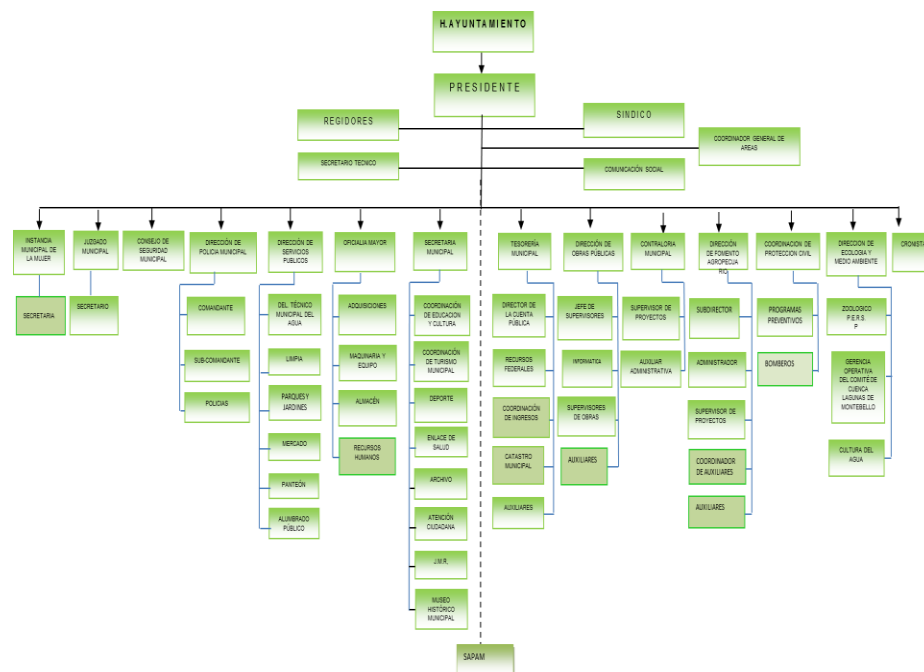 H.AYUNTAMIENTO
PRESIDENTE
REGIDORES
SINDICO
COORDINADOR GENERAL DE
AREAS
SECRETARIO TECNICO
COMUNICACIÓN SOCIAL
INSTANCIA
MUNICIPAL DE
LA MUJER
JUZGADO
MUNICIPAL
CONSEJO DE
SEGURIDAD
MUNICIPAL
DIRECCIÓN
DE POLICIA MUNICIPAL
DIRECCIÓN DE
SERVICIOS
PUBLICOS
OFICIALIA MAYOR
SECRETARIA
MUNICIPAL
TESORERÍA
MUNICIPAL
DIRECCIÓN DE
OBRAS PÚBLICAS
CONTRALORIA
MUNICIPAL
DIRECCIÓN
DE FOMENTO
AGROPECUA
RIO
COORDINACION DE
PROTECCION CIVIL
DIRECCION DE
ECOLOGIA Y
MEDIO AMBIENTE
CRONISTA
SECRETARIA
SECRETARIO
COMANDANTE
SUB-COMANDANTE
POLICIAS
DEL TÉCNICO
MUNICIPAL DEL
AGUA
LIMPIA
PARQUES Y
JARDINES
MERCADO
PANTEÓN
ALUMBRADO
PÚBLICO
ADQUISICIONES
MAQUINARIA Y
EQUIPO
ALMACÉN
RECURSOS
HUMANOS
COORDINACIÓN
DE EDUCACION
Y CULTURA
COORDINACIÓN
DE TURISMO
MUNICIPAL
DEPORTE
ENLACE DE
SALUD
ARCHIVO
ATENCIÓN
CIUDADANA
J.M.R.
MUSEO
HISTÓRICO
MUNICIPAL
DIRECTOR DE
LA CUENTA
PÚBLICA
RECURSOS
FEDERALES
COORDINACIÓN
DE INGRESOS
CATASTRO
MUNICIPAL
AUXILIARES
JEFE DE
SUPERVISORES
INFORMATICA
SUPERVISORES
DE OBRAS
AUXILIARES
SUPERVISOR DE
PROYECTOS
AUXILIAR
ADMINISTRATIVA
SUBDIRECTOR
ADMINISTRADOR
SUPERVISOR DE
PROYECTOS
COORDINADOR
DE AUXILIARES
AUXILIARES
PROGRAMAS
PREVENTIVOS
BOMBEROS
ZOOLOGICO
P.E.R.S.
P
GERENCIA
OPERATIVA
DEL COMITÉ DE
CUENCA
LAGUNAS DE
MONTEBELLO
CULTURA DEL
AGUA
SAPAM